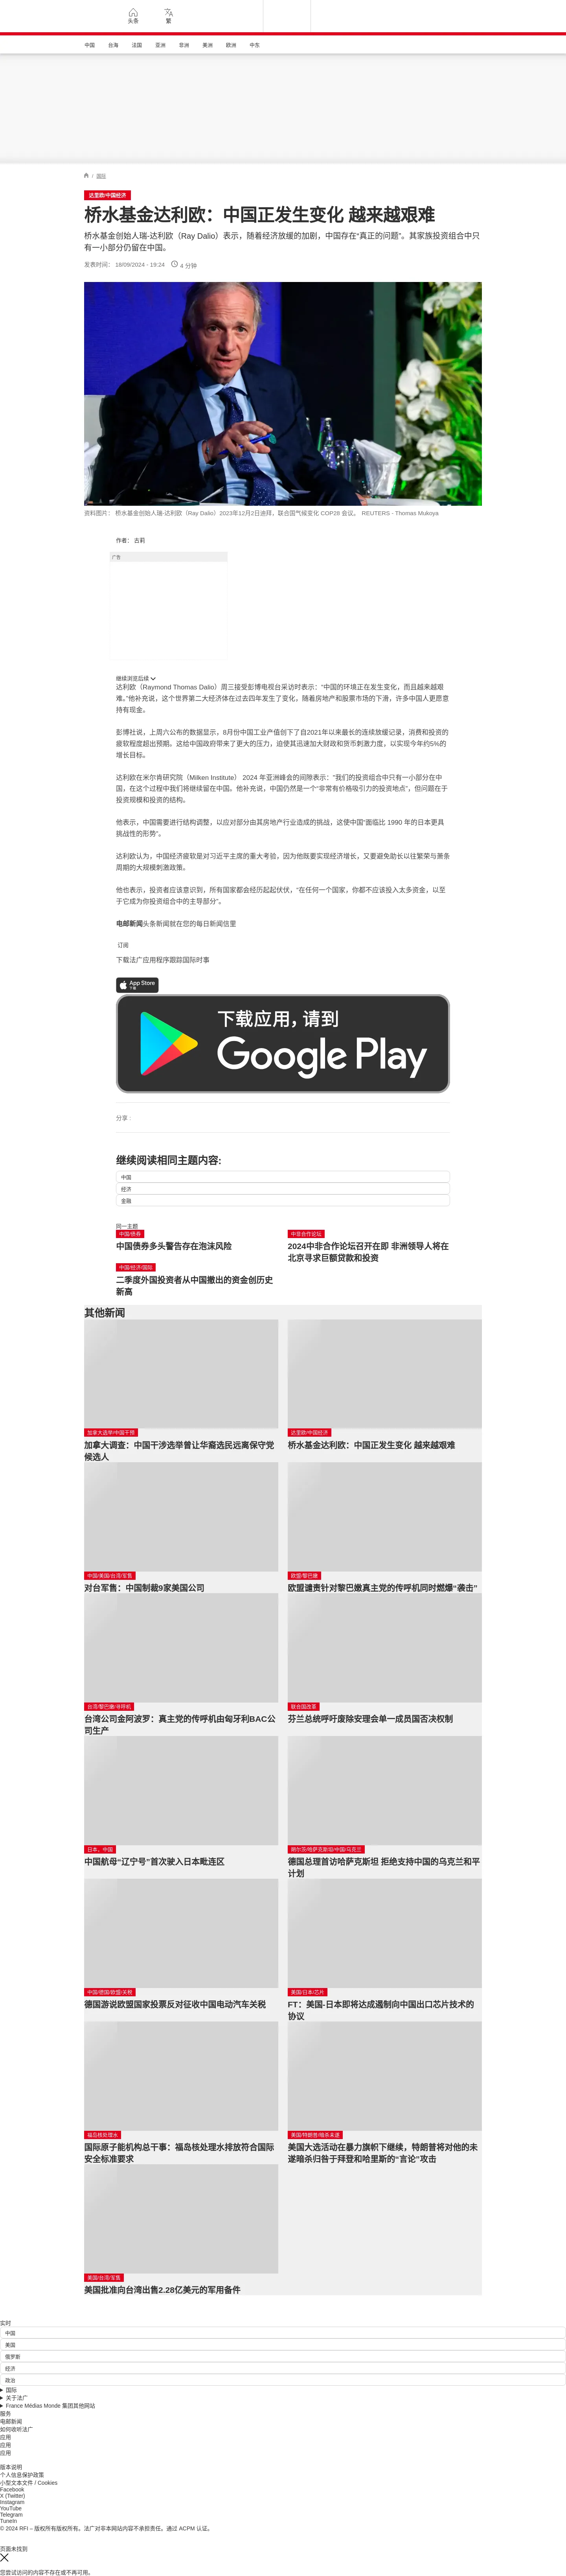 头条
繁
中国
台海
法国
亚洲
非洲
美洲
欧洲
中东
/ 国际
达里欧/中国经济
桥水基金达利欧：中国正发生变化 越来越艰难
桥水基金创始人瑞-达利欧（Ray Dalio）表示，随着经济放缓的加剧，中国存在“真正的问题”。其家族投资组合中只
有一小部分仍留在中国。
发表时间： 18/09/2024 - 19:24
4 分钟
资料图片： 桥水基金创始人瑞-达利欧（Ray Dalio）2023年12月2日迪拜，联合国气候变化 COP28 会议。 REUTERS - Thomas Mukoya
作者： 古莉
广告
继续浏览后续
达利欧（Raymond Thomas Dalio）周三接受彭博电视台采访时表示：“中国的环境正在发生变化，而且越来越艰
难。”他补充说，这个世界第二大经济体在过去四年发生了变化，随着房地产和股票市场的下滑，许多中国人更愿意
持有现金。
彭博社说，上周六公布的数据显示，8月份中国工业产值创下了自2021年以来最长的连续放缓记录，消费和投资的
疲软程度超出预期。这给中国政府带来了更大的压力，迫使其迅速加大财政和货币刺激力度，以实现今年约5%的
增长目标。
达利欧在米尔肯研究院（Milken Institute） 2024 年亚洲峰会的间隙表示：“我们的投资组合中只有一小部分在中
国，在这个过程中我们将继续留在中国。他补充说，中国仍然是一个“非常有价格吸引力的投资地点”，但问题在于
投资规模和投资的结构。
他表示，中国需要进行结构调整，以应对部分由其房地产行业造成的挑战，这使中国“面临比 1990 年的日本更具
挑战性的形势”。
达利欧认为，中国经济疲软是对习近平主席的重大考验，因为他既要实现经济增长，又要避免助长以往繁荣与萧条
周期的大规模刺激政策。
他也表示，投资者应该意识到，所有国家都会经历起起伏伏，“在任何一个国家，你都不应该投入太多资金，以至
于它成为你投资组合中的主导部分”。
电邮新闻头条新闻就在您的每日新闻信里
订阅
下载法广应用程序跟踪国际时事
App Store
下载
下载应用，请到
Google Play
分享 :
继续阅读相同主题内容:
中国
经济
金融
同一主题
中国/债券
中国债券多头警告存在泡沫风险
中非合作论坛
2024中非合作论坛召开在即 非洲领导人将在
北京寻求巨额贷款和投资
中国/经济/国际
二季度外国投资者从中国撤出的资金创历史
新高
其他新闻
加拿大选举/中国干预
加拿大调查：中国干涉选举曾让华裔选民远离保守党
候选人
达里欧/中国经济
桥水基金达利欧：中国正发生变化 越来越艰难
中国/美国/台湾/军售
对台军售：中国制裁9家美国公司
欧盟/黎巴嫩
欧盟谴责针对黎巴嫩真主党的传呼机同时燃爆“袭击”
台湾/黎巴嫩/寻呼机
台湾公司金阿波罗：真主党的传呼机由匈牙利BAC公
司生产
联合国改革
芬兰总统呼吁废除安理会单一成员国否决权制
日本、中国
中国航母“辽宁号”首次驶入日本毗连区
朔尔茨/哈萨克斯坦/中国/乌克兰
德国总理首访哈萨克斯坦 拒绝支持中国的乌克兰和平
计划
中国/德国/欧盟/关税
德国游说欧盟国家投票反对征收中国电动汽车关税
美国/日本/芯片
FT：美国-日本即将达成遏制向中国出口芯片技术的
协议
福岛核处理水
国际原子能机构总干事：福岛核处理水排放符合国际
安全标准要求
美国/特朗普/暗杀未遂
美国大选活动在暴力旗帜下继续，特朗普将对他的未
遂暗杀归咎于拜登和哈里斯的“言论”攻击
美国/台湾/军售
美国批准向台湾出售2.28亿美元的军用备件
实时
中国
美国
俄罗斯
经济
政治
国际
关于法广
France Médias Monde 集团其他网站
服务
电邮新闻
如何收听法广
应用
应用
应用
版本说明
个人信息保护政策
小型文本文件 / Cookies
Facebook
X (Twitter)
Instagram
YouTube
Telegram
TuneIn
© 2024 RFI – 版权所有版权所有。法广对非本网站内容不承担责任。通过 ACPM 认证。
页面未找到
您尝试访问的内容不存在或不再可用。